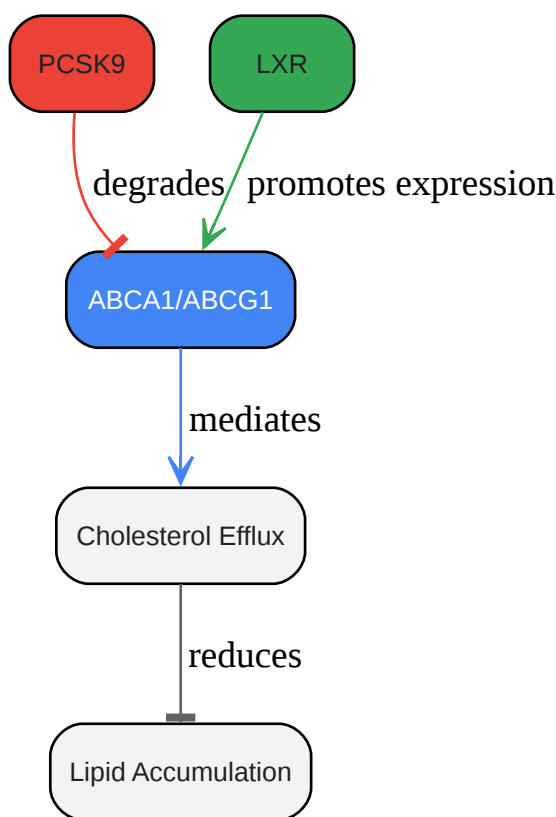 PCSK9
LXR
degrades
promotes expression
ABCA1/ABCG1
mediates
Cholesterol Efflux
reduces
Lipid Accumulation